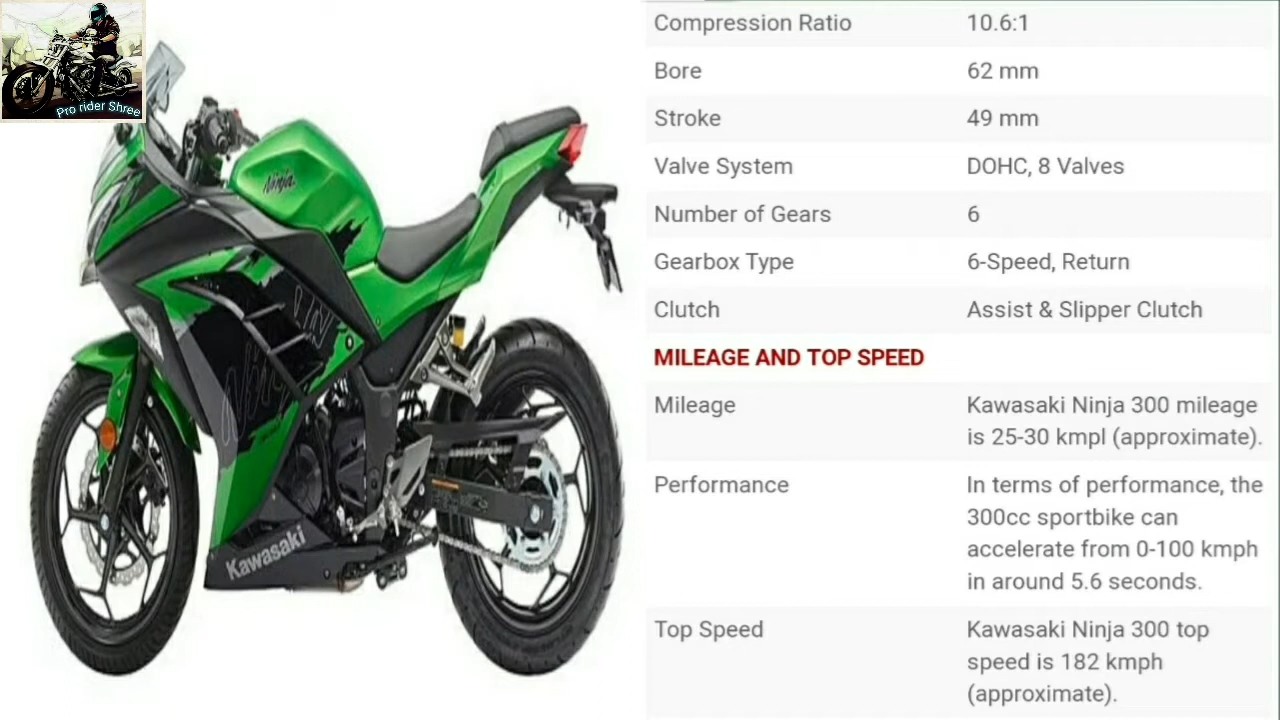 Pro rider Shree
Ninja
Kawasaki
Compression Ratio 10.6:1
Bore 62 mm
Stroke 49 mm
Valve System DOHC, 8 Valves
Number of Gears 6
Gearbox Type 6-Speed, Return
Clutch Assist & Slipper Clutch
MILEAGE AND TOP SPEED
Mileage Kawasaki Ninja 300 mileage
is 25-30 kmpl (approximate).
Performance In terms of performance, the
300cc sportbike can
accelerate from 0-100 kmph
in around 5.6 seconds.
Top Speed Kawasaki Ninja 300 top
speed is 182 kmph
(approximate).